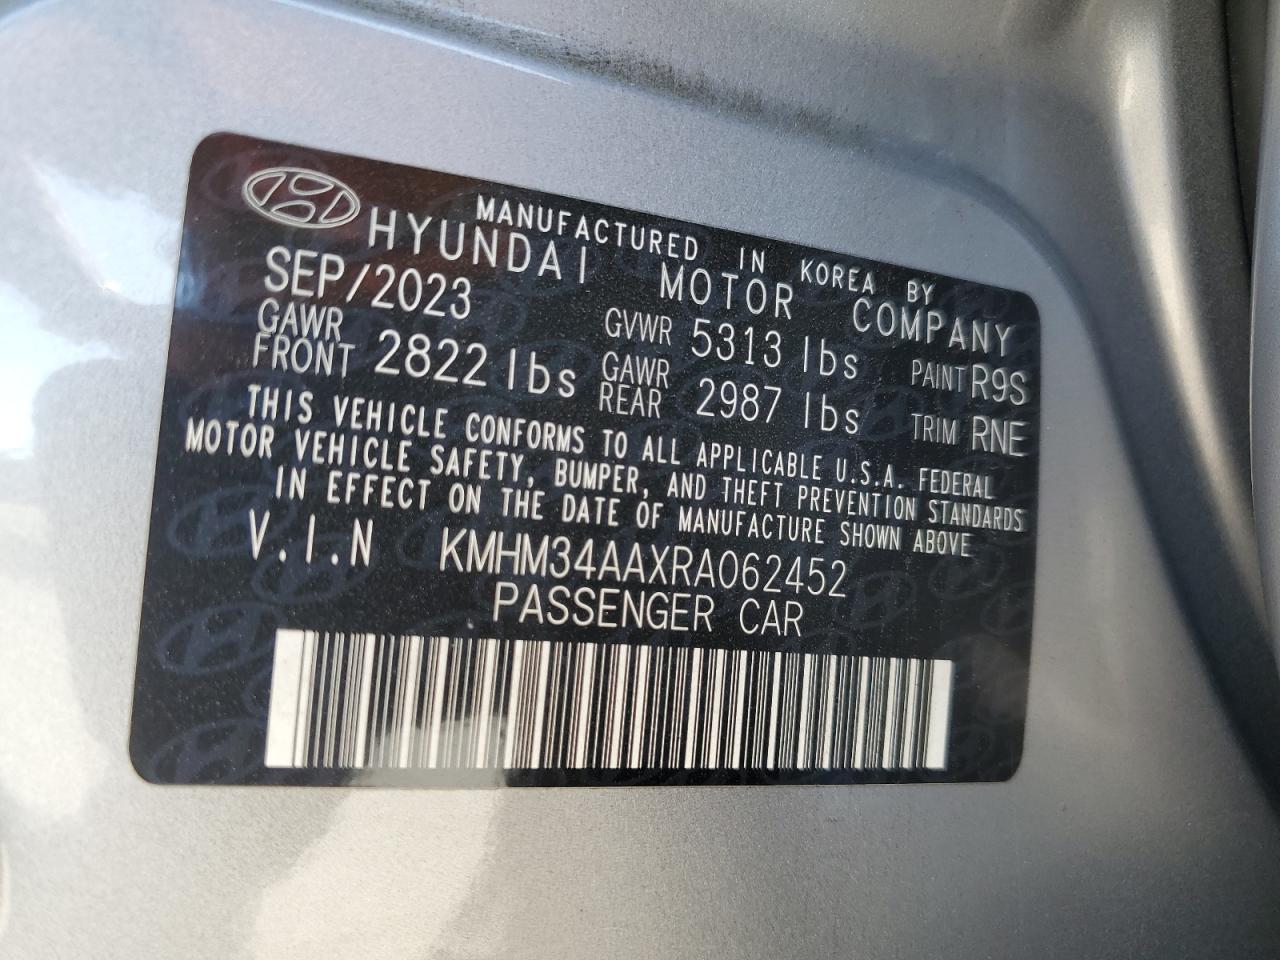 MANUFACTURED IN KOREA BY
HYUNDAI MOTOR COMPANY
SEP/2023 GVWR 5313 lbs PAINT R9S
GAWR FRONT 2822 lbs GAWR REAR 2987 lbs TRIM RNE
THIS VEHICLE CONFORMS TO ALL APPLICABLE U.S.A. FEDERAL
MOTOR VEHICLE SAFETY, BUMPER, AND THEFT PREVENTION STANDARDS
IN EFFECT ON THE DATE OF MANUFACTURE SHOWN ABOVE
V.I.N KMHM34AAXRA062452
PASSENGER CAR